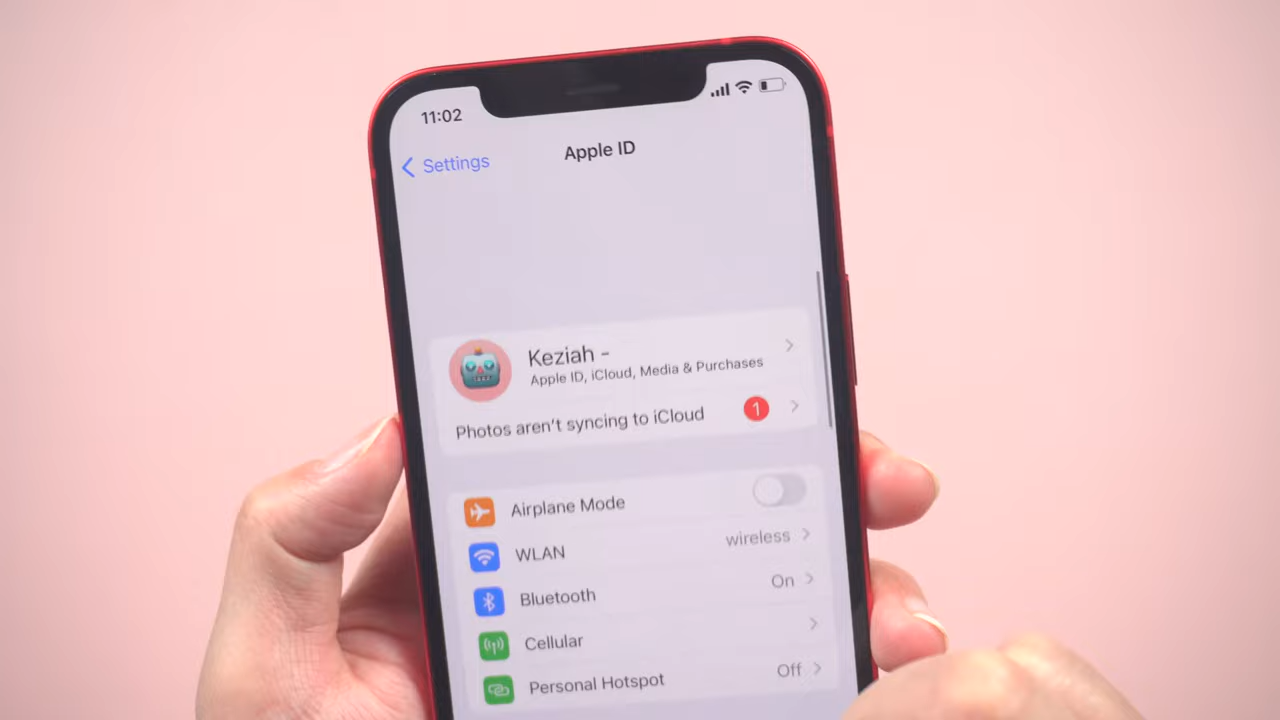 11:02
Settings
Apple ID
Keziah -
Apple ID, iCloud, Media & Purchases
Photos aren't syncing to iCloud
1
Airplane Mode
WLAN
wireless
Bluetooth
On
Cellular
Personal Hotspot
Off